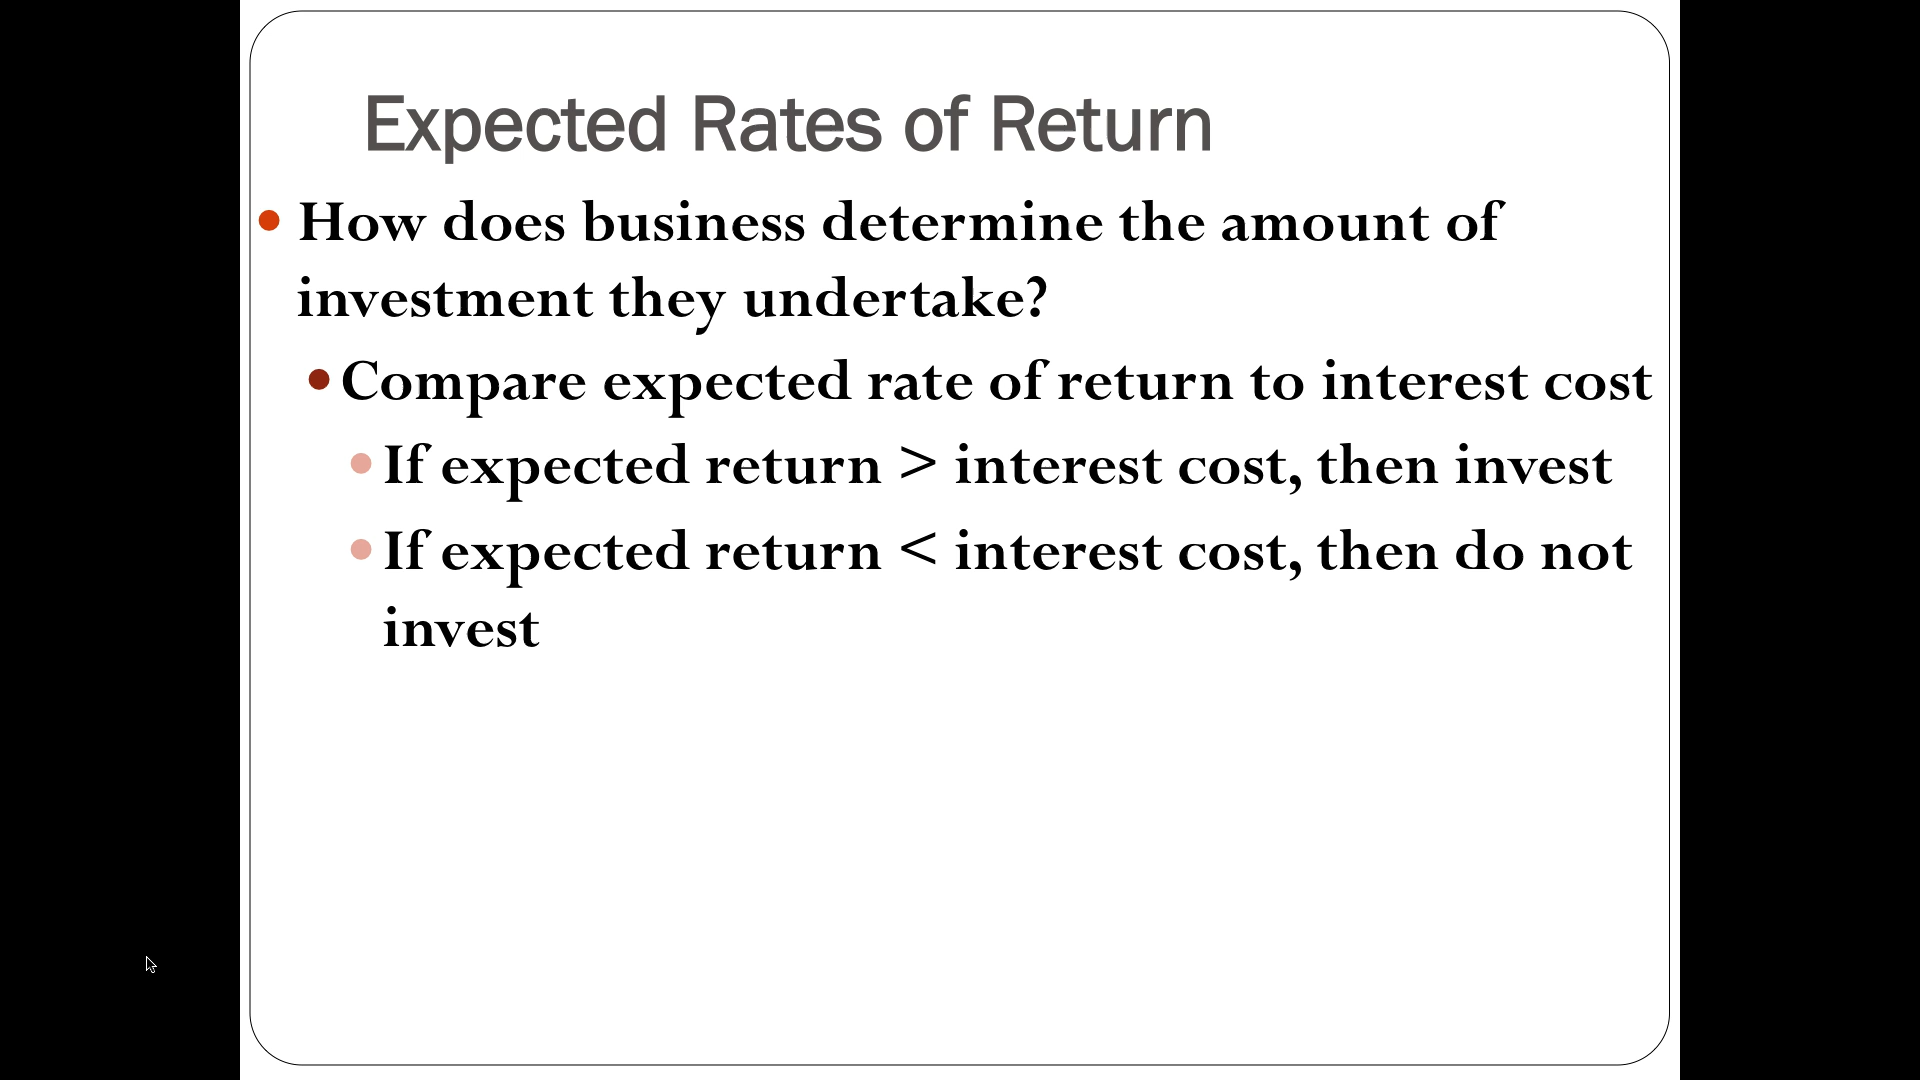 Expected Rates of Return
How does business determine the amount of
investment they undertake?
Compare expected rate of return to interest cost
If expected return > interest cost, then invest
If expected return < interest cost, then do not
invest